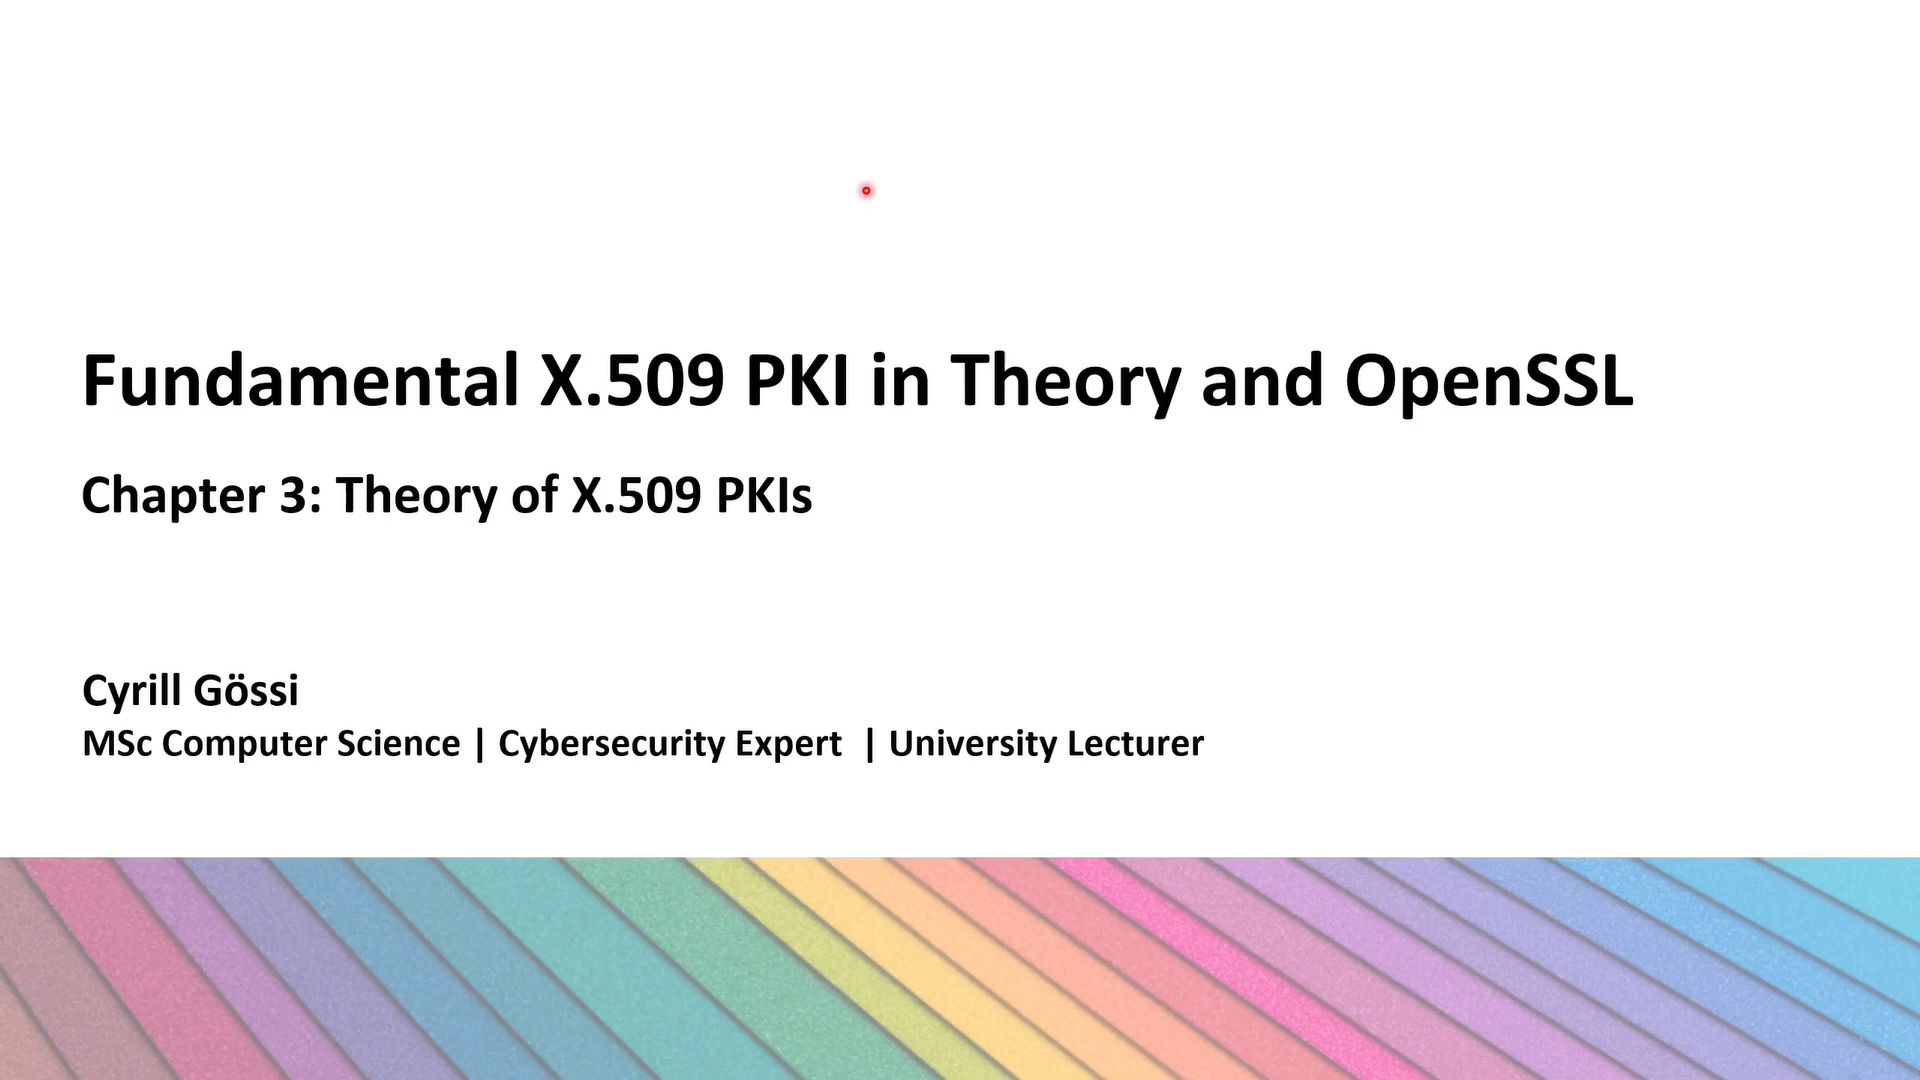 Fundamental X.509 PKI in Theory and OpenSSL
Chapter 3: Theory of X.509 PKIs
Cyrill Gössi
MSc Computer Science | Cybersecurity Expert | University Lecturer